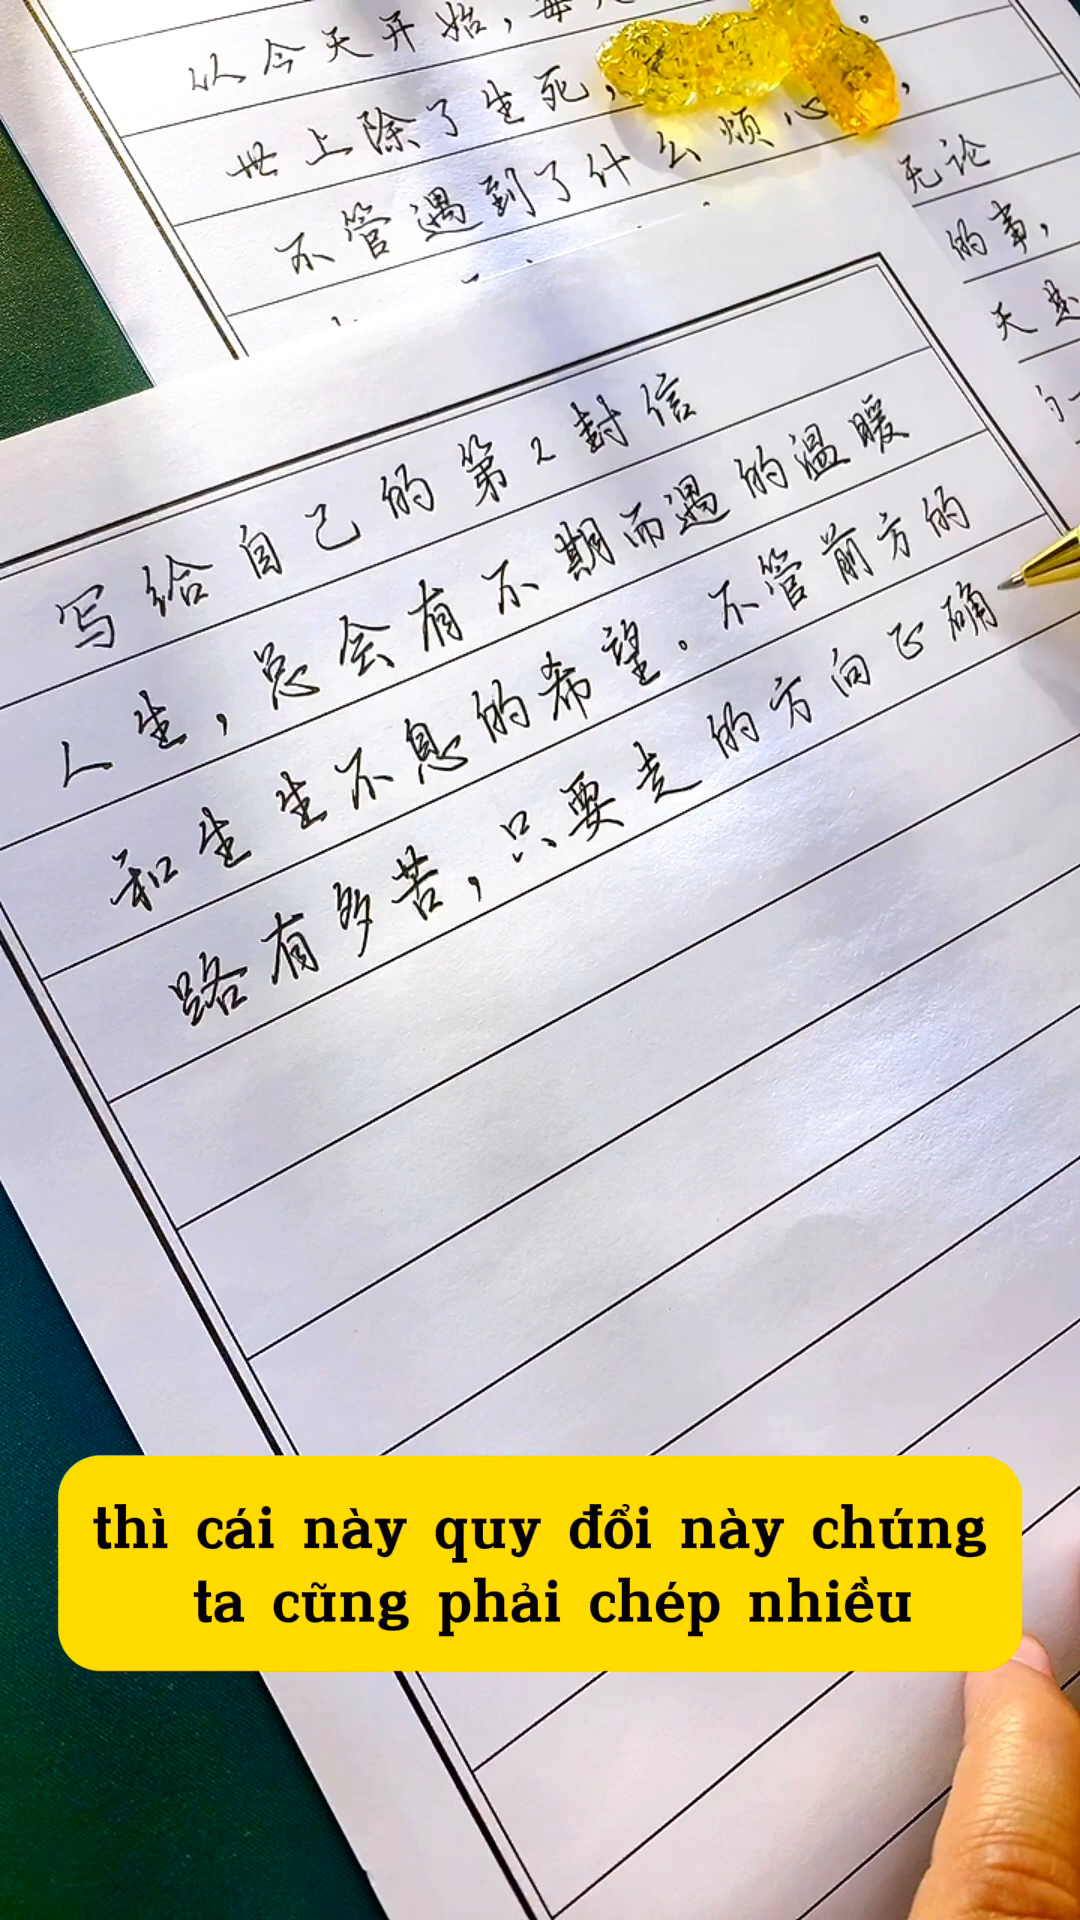 以今天开始，每
世上除了生死，
不管遇到了什么烦心，
无论
的事，
天是
写给自己的第2封信
人生，总会有不期而遇的温暖
和生生不息的希望。不管前方的
路有多苦，只要走的方向正确
thì cái này quy đổi này chúng
ta cũng phải chép nhiều